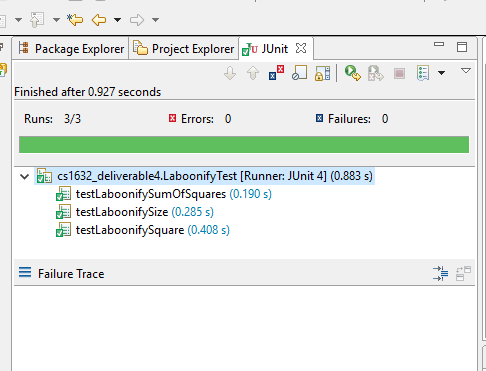 Package Explorer Project Explorer JUnit
Finished after 0.927 seconds
Runs: 3/3 Errors: 0 Failures: 0
cs1632_deliverable4.LaboonifyTest [Runner: JUnit 4] (0.883 s)
testLaboonifySumOfSquares (0.190 s)
testLaboonifySize (0.285 s)
testLaboonifySquare (0.408 s)
Failure Trace